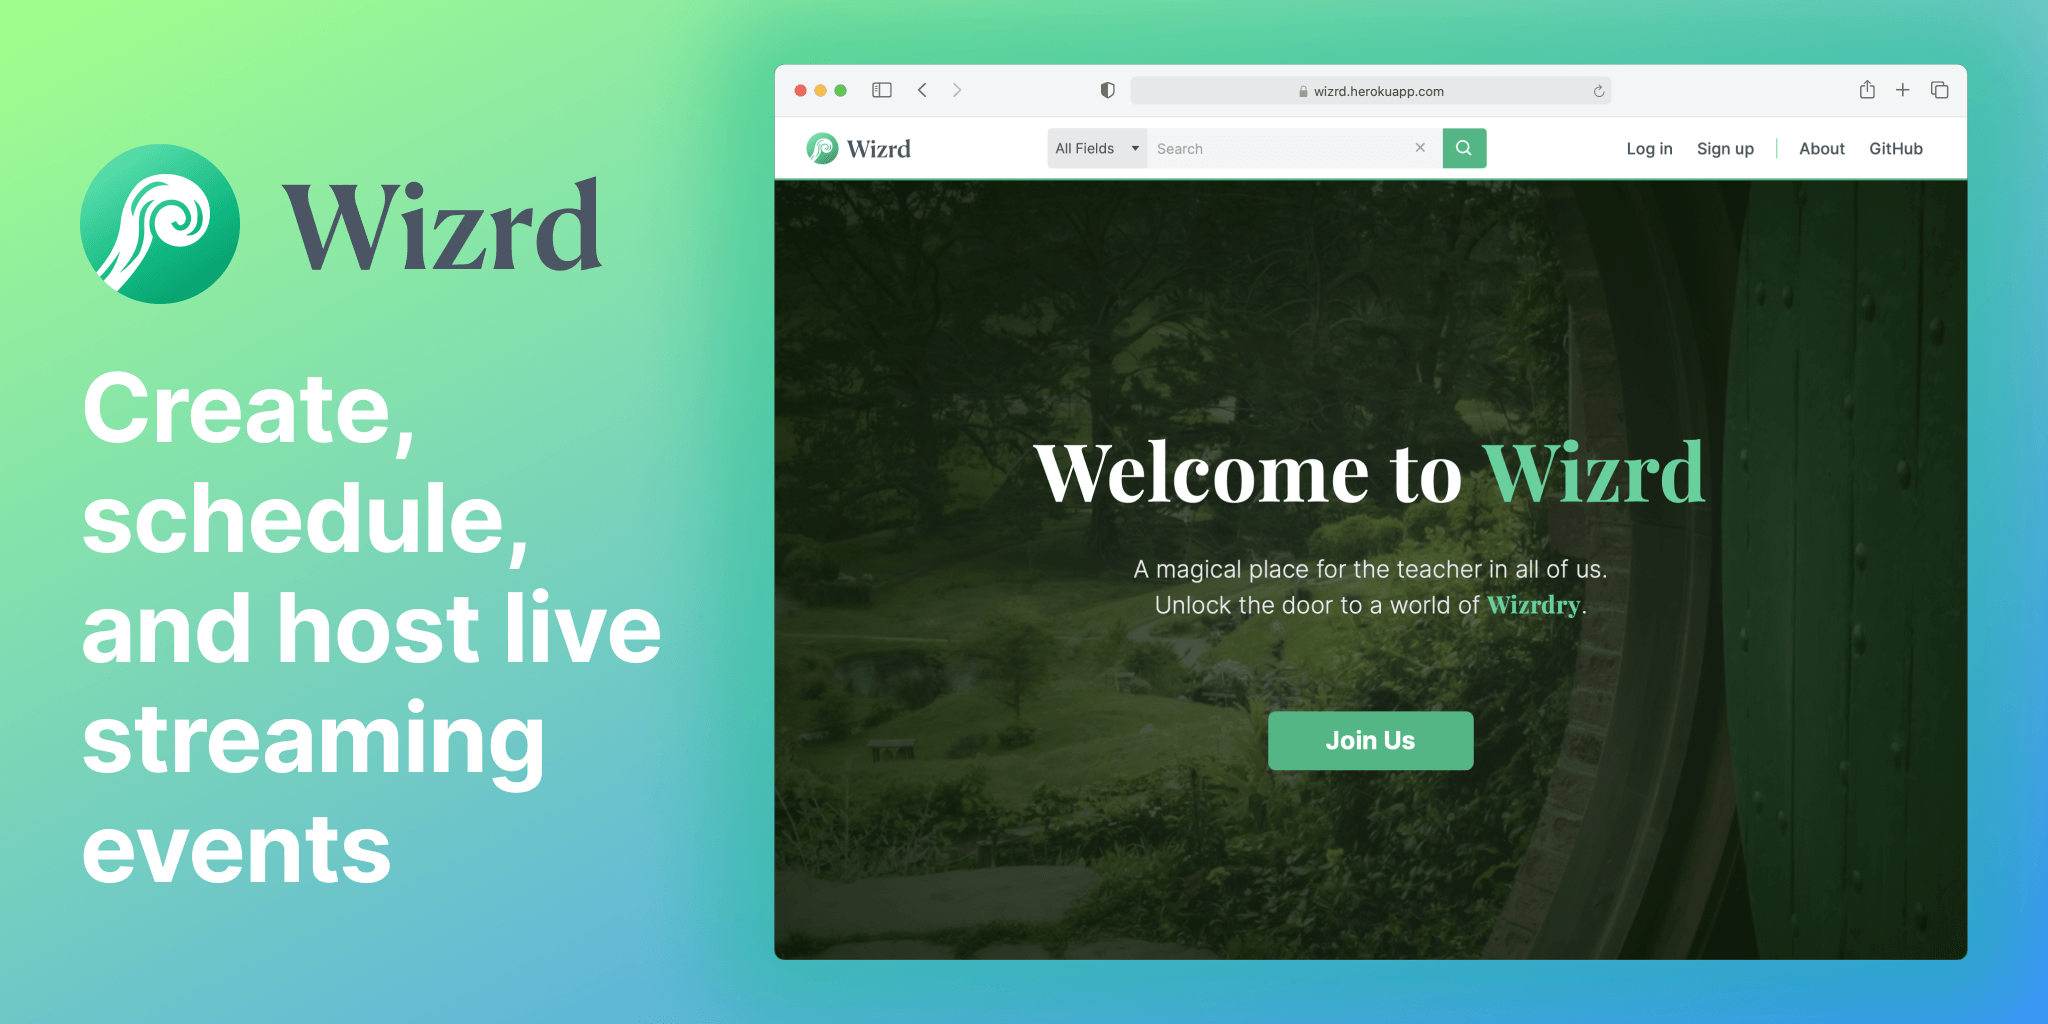 Wizrd
Create,
schedule,
and host live
streaming
events
wizrd.herokuapp.com
Wizrd
All Fields
Search
Log in
Sign up
About
GitHub
Welcome to Wizrd
A magical place for the teacher in all of us.
Unlock the door to a world of Wizrdry.
Join Us